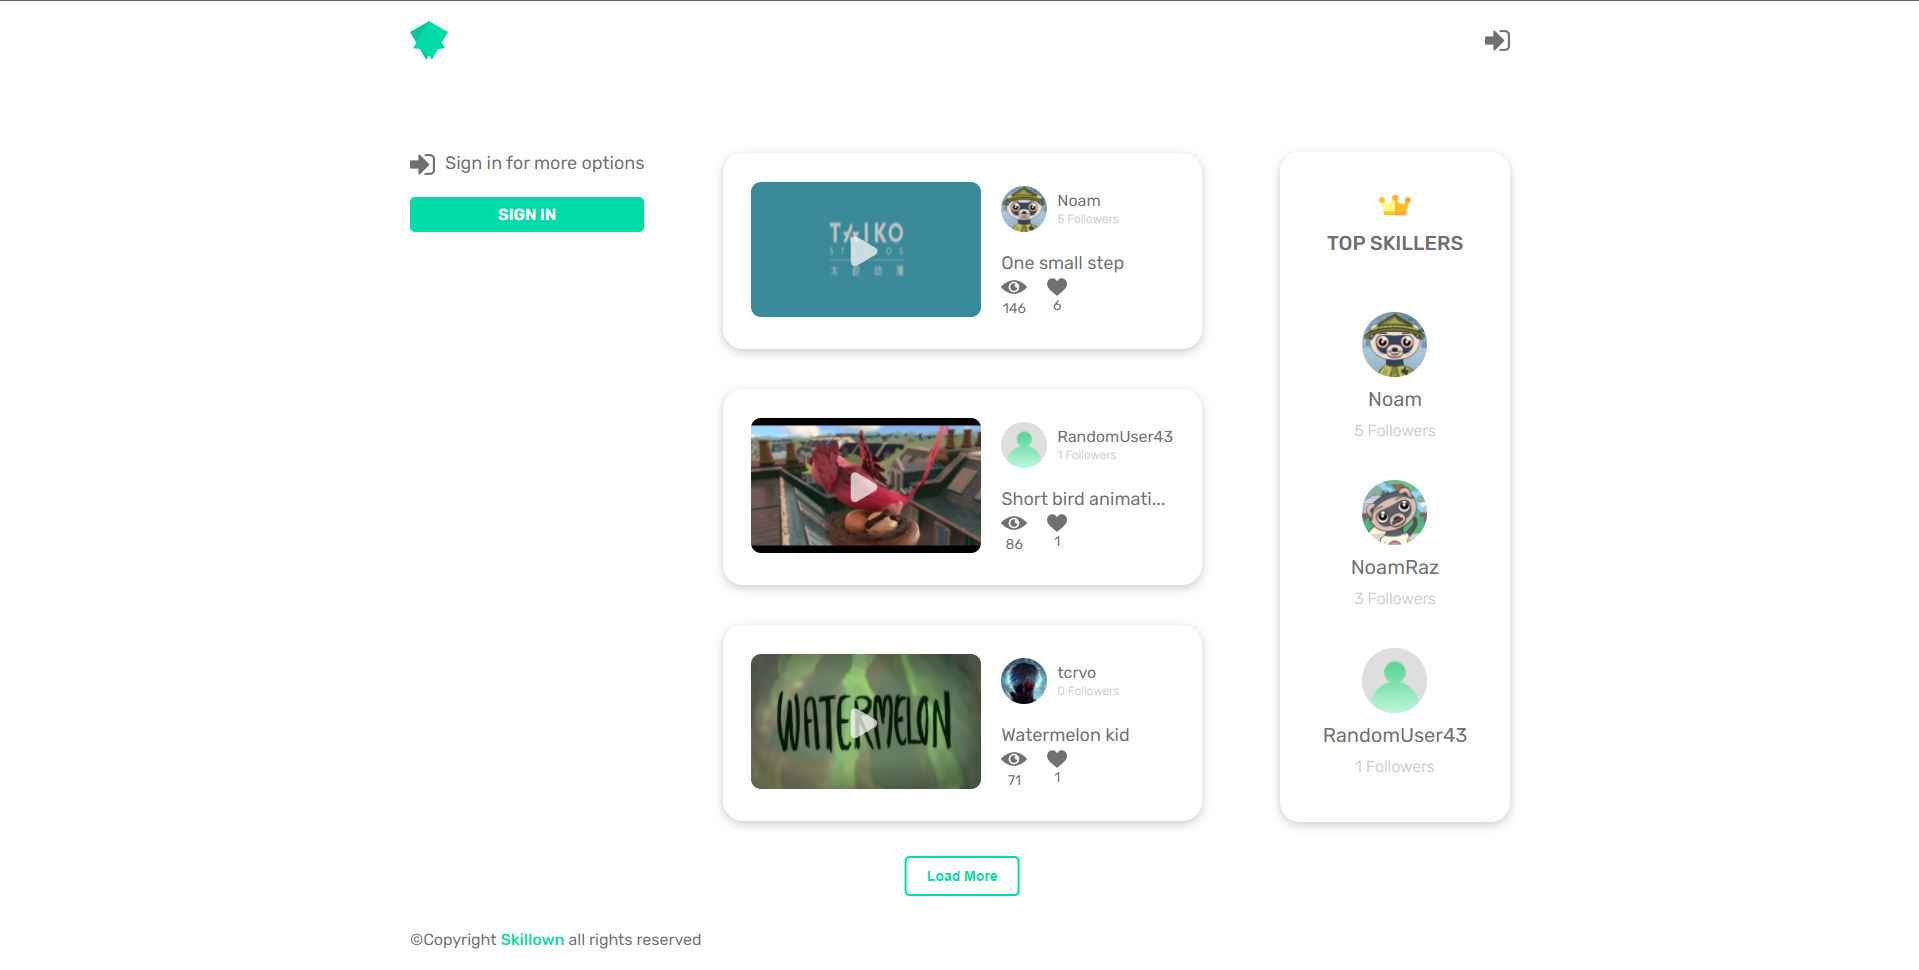 Sign in for more options
SIGN IN
TAIKO
STUDIOS
Noam
5 Followers
One small step
146
6
RandomUser43
1 Followers
Short bird animati...
86
1
WATERMELON
tcrvo
0 Followers
Watermelon kid
71
1
TOP SKILLERS
Noam
5 Followers
NoamRaz
3 Followers
RandomUser43
1 Followers
Load More
©Copyright Skillown all rights reserved